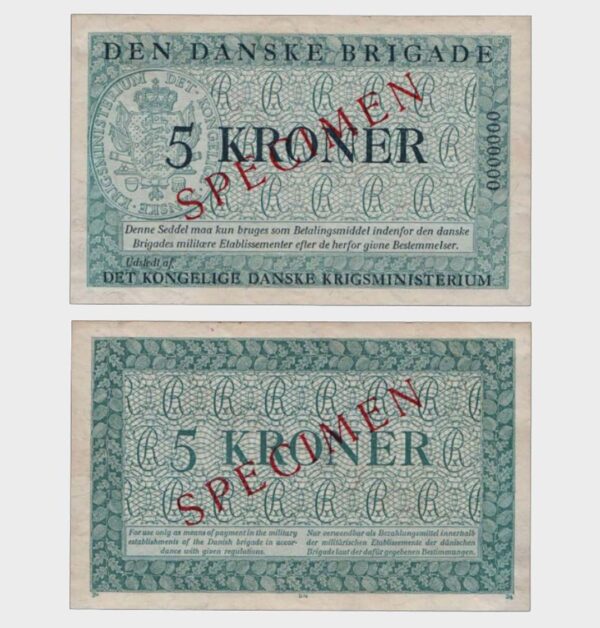 DEN DANSKE BRIGADE
5 KRONER
SPECIMEN
0000000
Denne Seddel maa kun bruges som Betalingsmiddel indenfor den danske
Brigades militære Etablissementer efter de herfor givne Bestemmelser.
Udstedt af
DET KONGELIGE DANSKE KRIGSMINISTERIUM
5 KRONER
SPECIMEN
For use only as means of payment in the military
establishments of the Danish brigade in accor-
dance with given regulations.
Nur verwendbar als Bezahlungsmittel innerhalb
der militärischen Etablissemente der dänischen
Brigade laut der dafür gegebenen Bestimmungen.